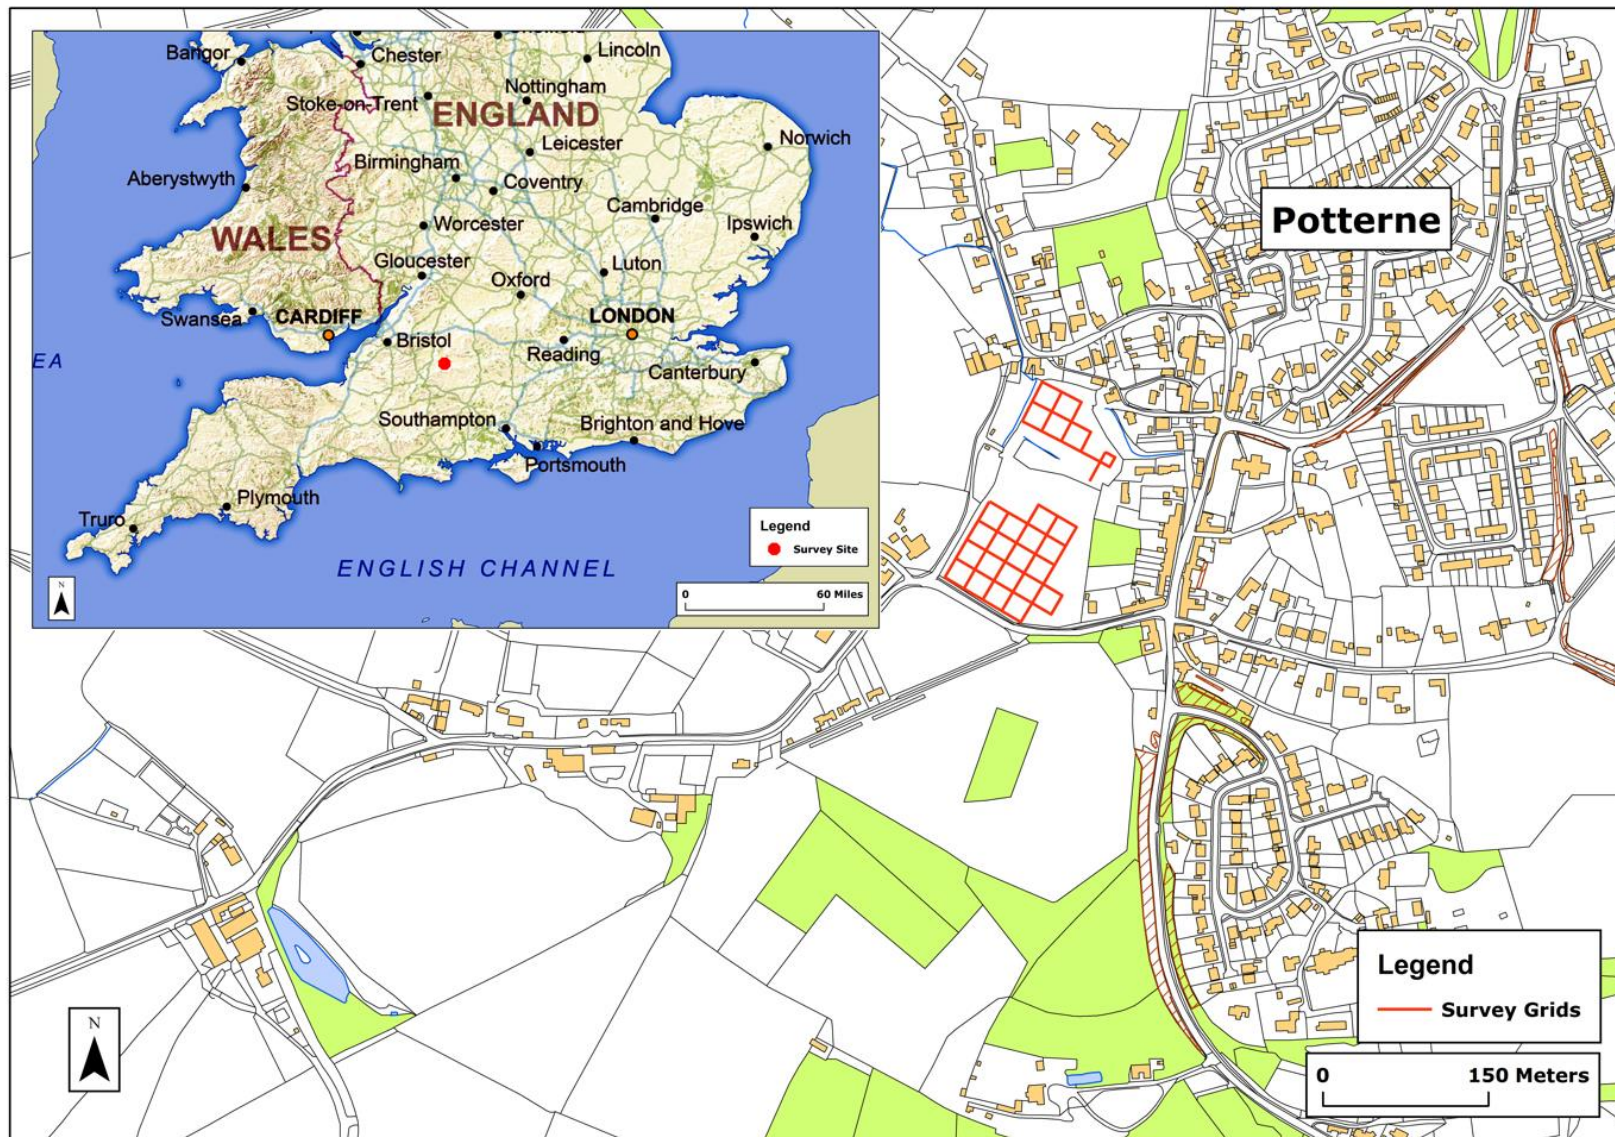 Bangor
Chester
Lincoln
Nottingham
Stoke-on-Trent
ENGLAND
Norwich
Leicester
Birmingham
Aberystwyth
Coventry
Cambridge
Ipswich
Worcester
WALES
Gloucester
Luton
Oxford
Swansea
CARDIFF
LONDON
Bristol
Reading
EA
Canterbury
Southampton
Brighton and Hove
Portsmouth
Plymouth
Truro
ENGLISH CHANNEL
Legend
Survey Site
N
0 60 Miles
Potterne
Legend
Survey Grids
N
0 150 Meters